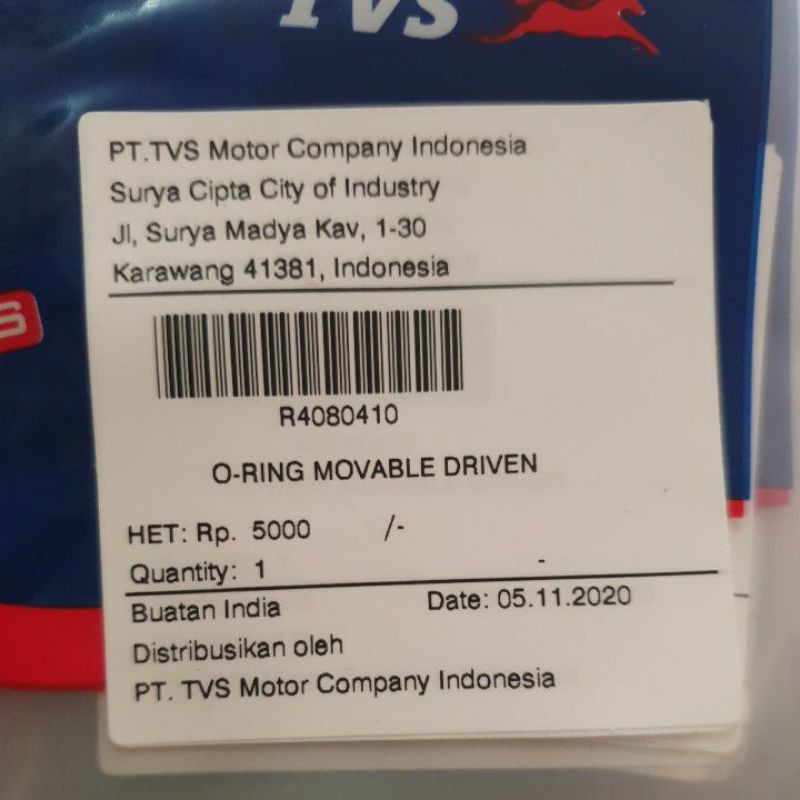 TVS
S
PT.TVS Motor Company Indonesia
Surya Cipta City of Industry
Jl, Surya Madya Kav, 1-30
Karawang 41381, Indonesia
R4080410
O-RING MOVABLE DRIVEN
HET: Rp. 5000 /-
Quantity: 1 -
Buatan India Date: 05.11.2020
Distribusikan oleh
PT. TVS Motor Company Indonesia